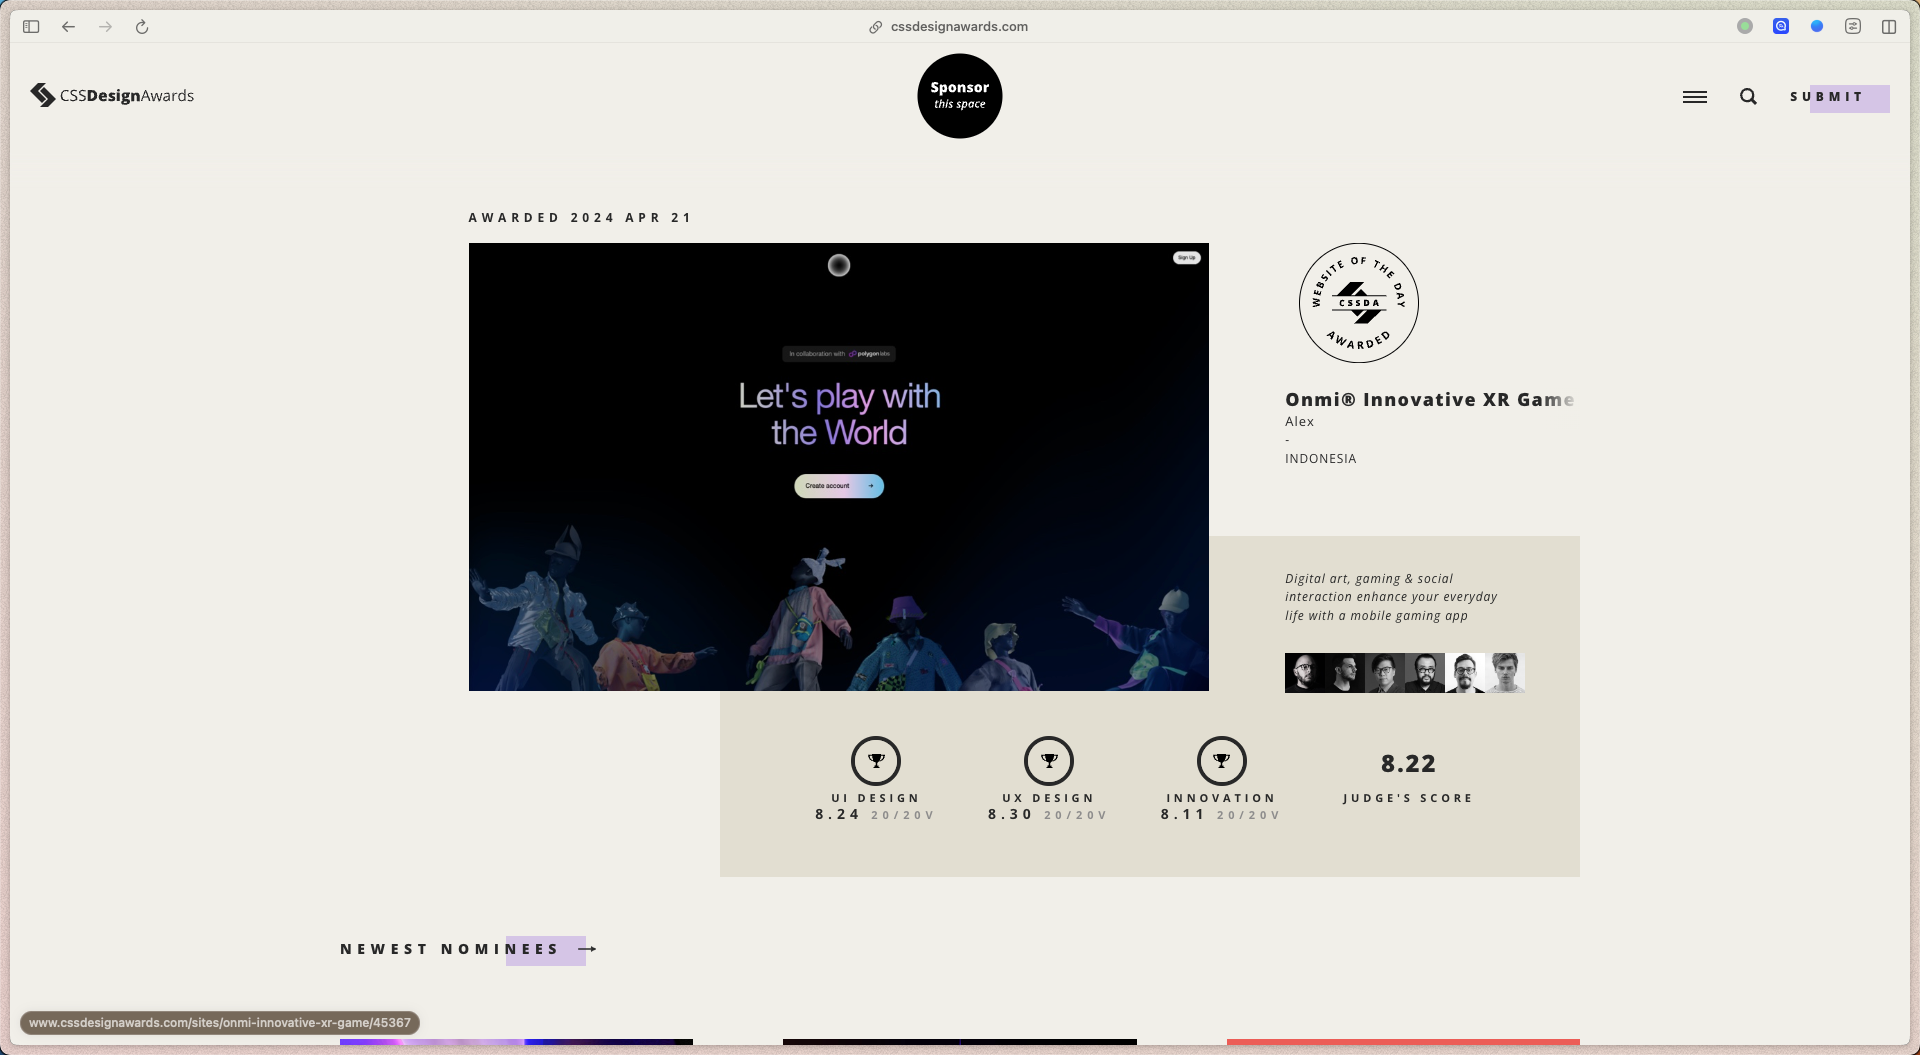 cssdesignawards.com
CSSDesignAwards
Sponsor
this space
SUBMIT
AWARDED 2024 APR 21
Sign Up
in collaboration with polygon labs
Let's play with
the World
Create account →
WEBSITE OF THE DAY
CSSDA
AWARDED
Onmi® Innovative XR Game
Alex
-
INDONESIA
Digital art, gaming & social
interaction enhance your everyday
life with a mobile gaming app
UI DESIGN
8.24 20/20V
UX DESIGN
8.30 20/20V
INNOVATION
8.11 20/20V
8.22
JUDGE'S SCORE
NEWEST NOMINEES →
www.cssdesignawards.com/sites/onmi-innovative-xr-game/45367